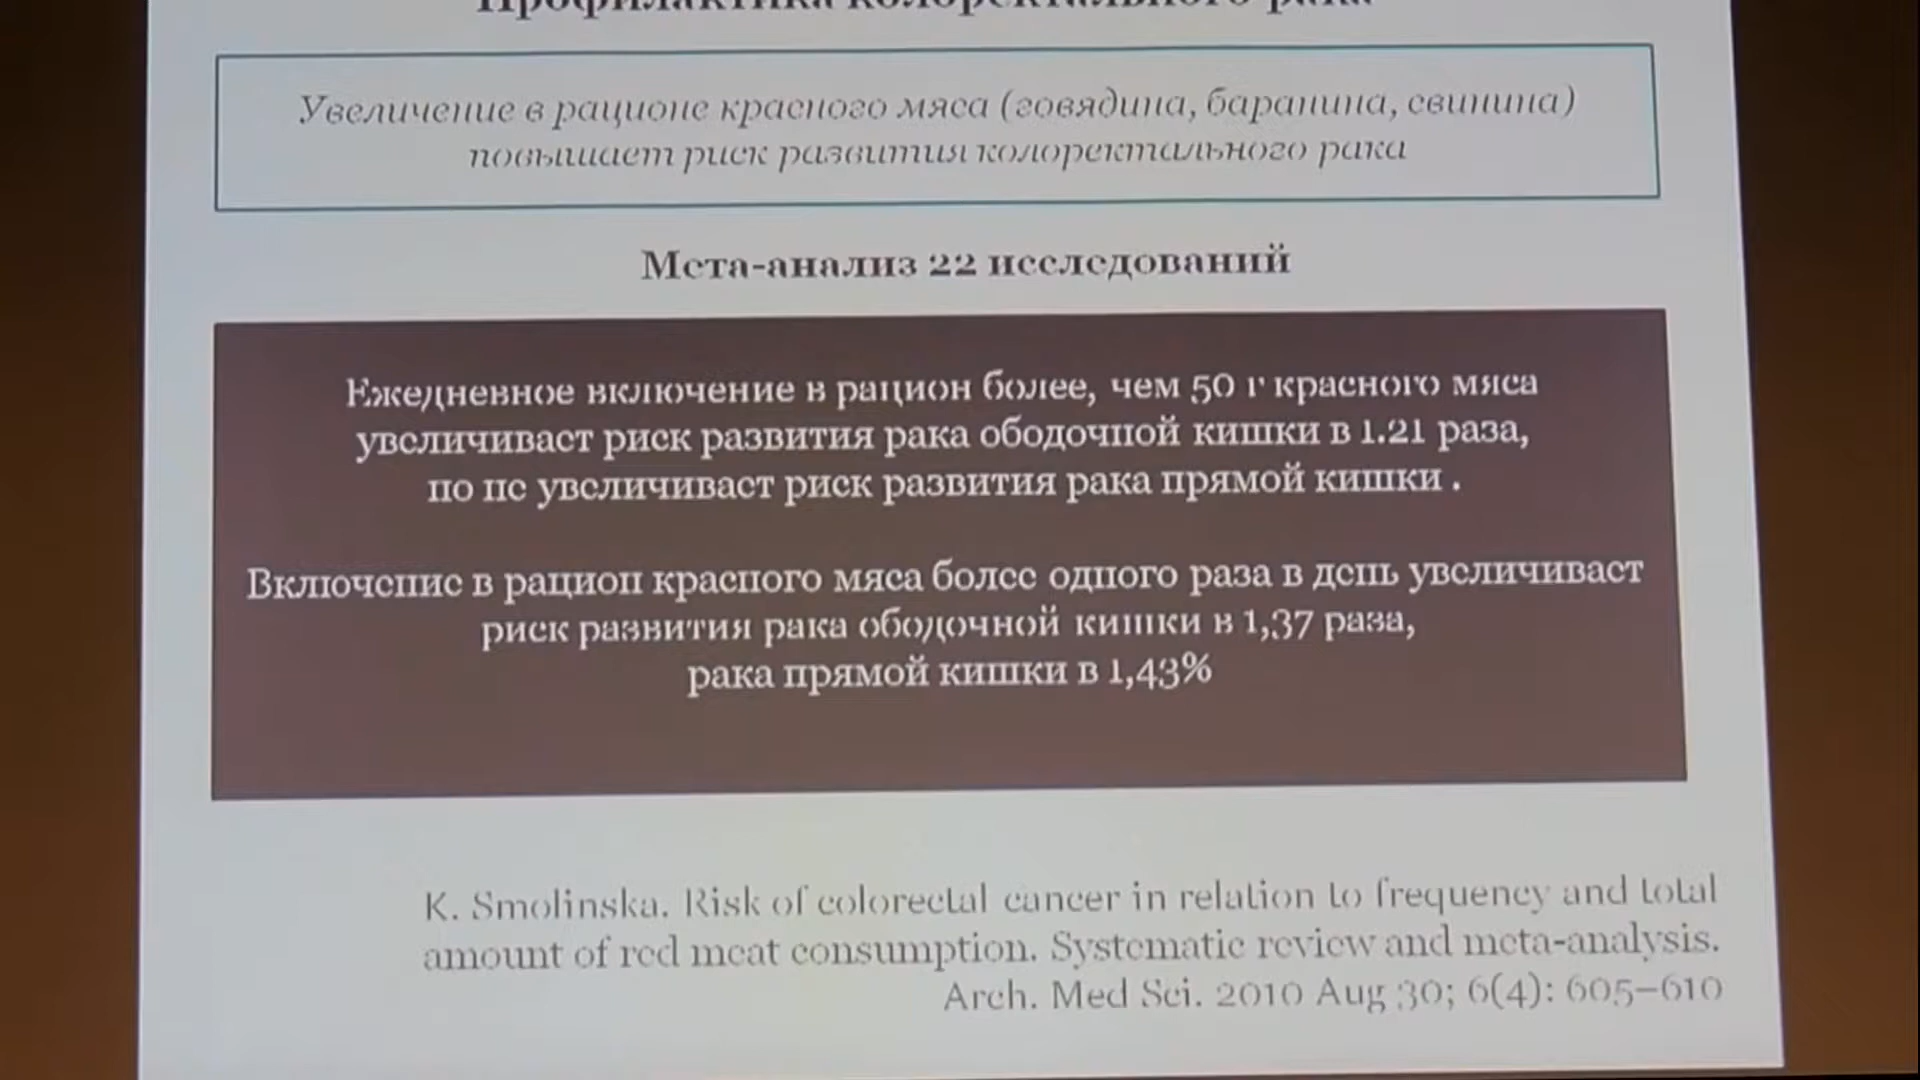 Профилактика колоректального рака
Увеличение в рационе красного мяса (говядина, баранина, свинина)
повышает риск развития колоректального рака
Мета-анализ 22 исследований
Ежедневное включение в рацион более, чем 50 г красного мяса
увеличивает риск развития рака ободочной кишки в 1.21 раза,
но не увеличивает риск развития рака прямой кишки .
Включение в рацион красного мяса более одного раза в день увеличивает
риск развития рака ободочной кишки в 1,37 раза,
рака прямой кишки в 1,43%
K. Smolinska. Risk of colorectal cancer in relation to frequency and total
amount of red meat consumption. Systematic review and meta-analysis.
Arch. Med Sci. 2010 Aug 30; 6(4): 605–610